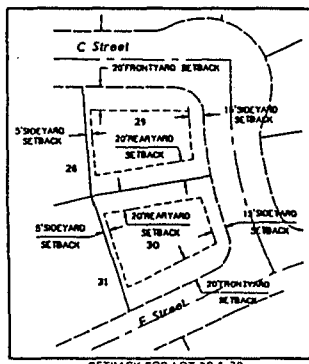 C Street
20'FRONTYARD
SETBACK
5'SIDEYARD
SETBACK
29
15'SIDEYARD
SETBACK
20'REARYARD
SETBACK
28
5'SIDEYARD
SETBACK
20'REARYARD
SETBACK
30
15'SIDEYARD
SETBACK
31
E Street
20'FRONTYARD
SETBACK